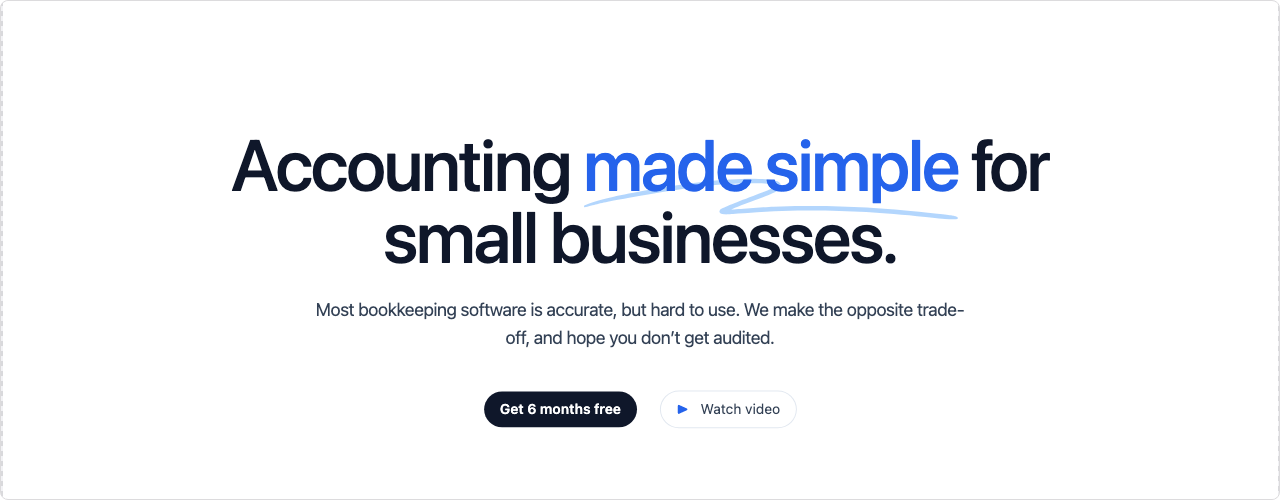 Accounting made simple for
small businesses.
Most bookkeeping software is accurate, but hard to use. We make the opposite trade-
off, and hope you don’t get audited.
Get 6 months free
Watch video